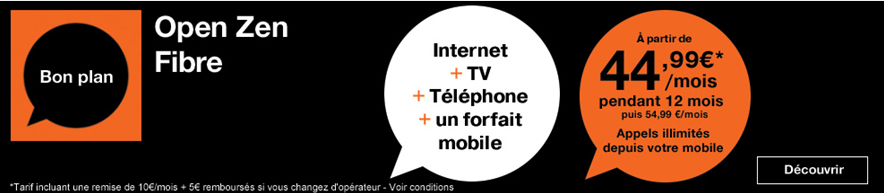 Bon plan
Open Zen
Fibre
Internet
+ TV
+ Téléphone
+ un forfait
mobile
À partir de
44,99€*
/mois
pendant 12 mois
puis 54,99 €/mois
Appels illimités
depuis votre mobile
Découvrir
*Tarif incluant une remise de 10€/mois + 5€ remboursés si vous changez d'opérateur - Voir conditions